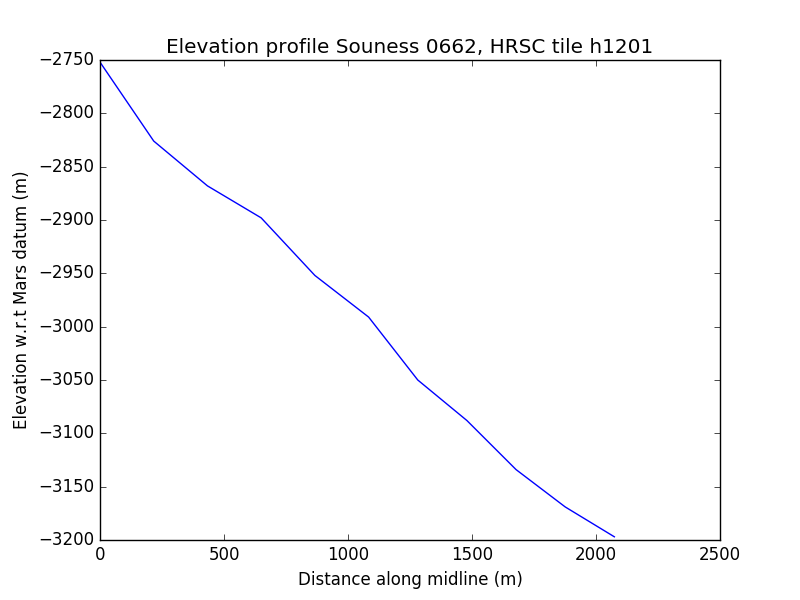 Elevation profile Souness 0662, HRSC tile h1201
Elevation w.r.t Mars datum (m)
−2750
−2800
−2850
−2900
−2950
−3000
−3050
−3100
−3150
−3200
0 500 1000 1500 2000 2500
Distance along midline (m)